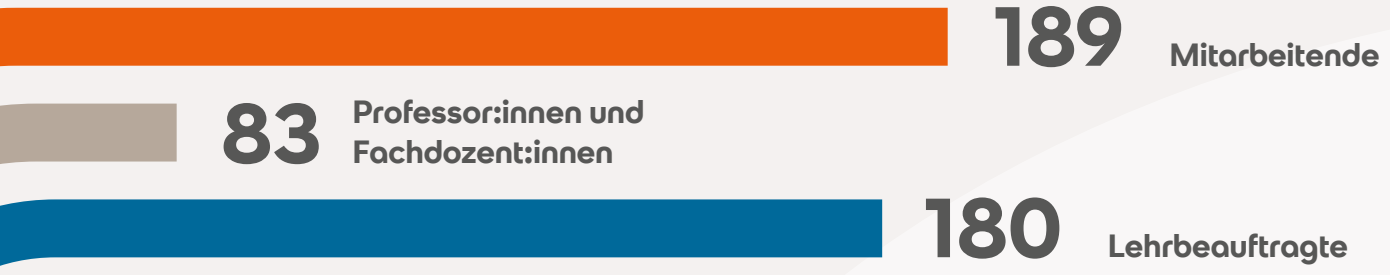 189 Mitarbeitende
83 Professor:innen und
Fachdozent:innen
180 Lehrbeauftragte